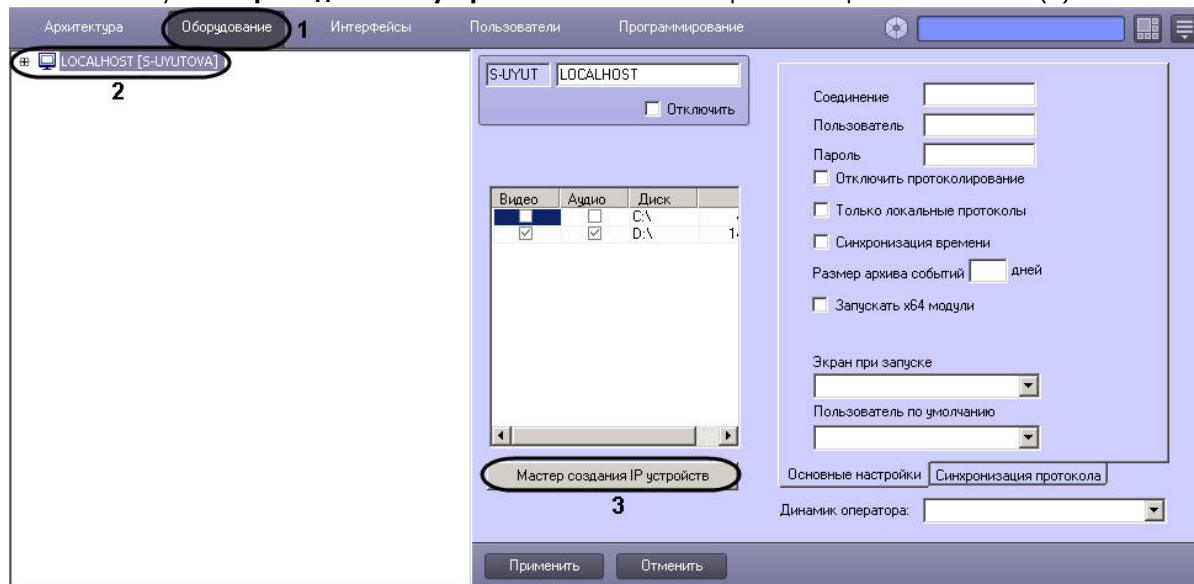 Архитектура Оборудование 1 Интерфейсы Пользователи Программирование
LOCALHOST [S-UYUTOVA]
2
S-UYUT LOCALHOST
Отключить
Видео Аудио Диск
C:\
D:\ 1
Мастер создания IP устройств
3
Соединение
Пользователь
Пароль
Отключить протоколирование
Только локальные протоколы
Синхронизация времени
Размер архива событий дней
Запускать x64 модули
Экран при запуске
Пользователь по умолчанию
Основные настройки Синхронизация протокола
Динамик оператора:
Применить Отменить